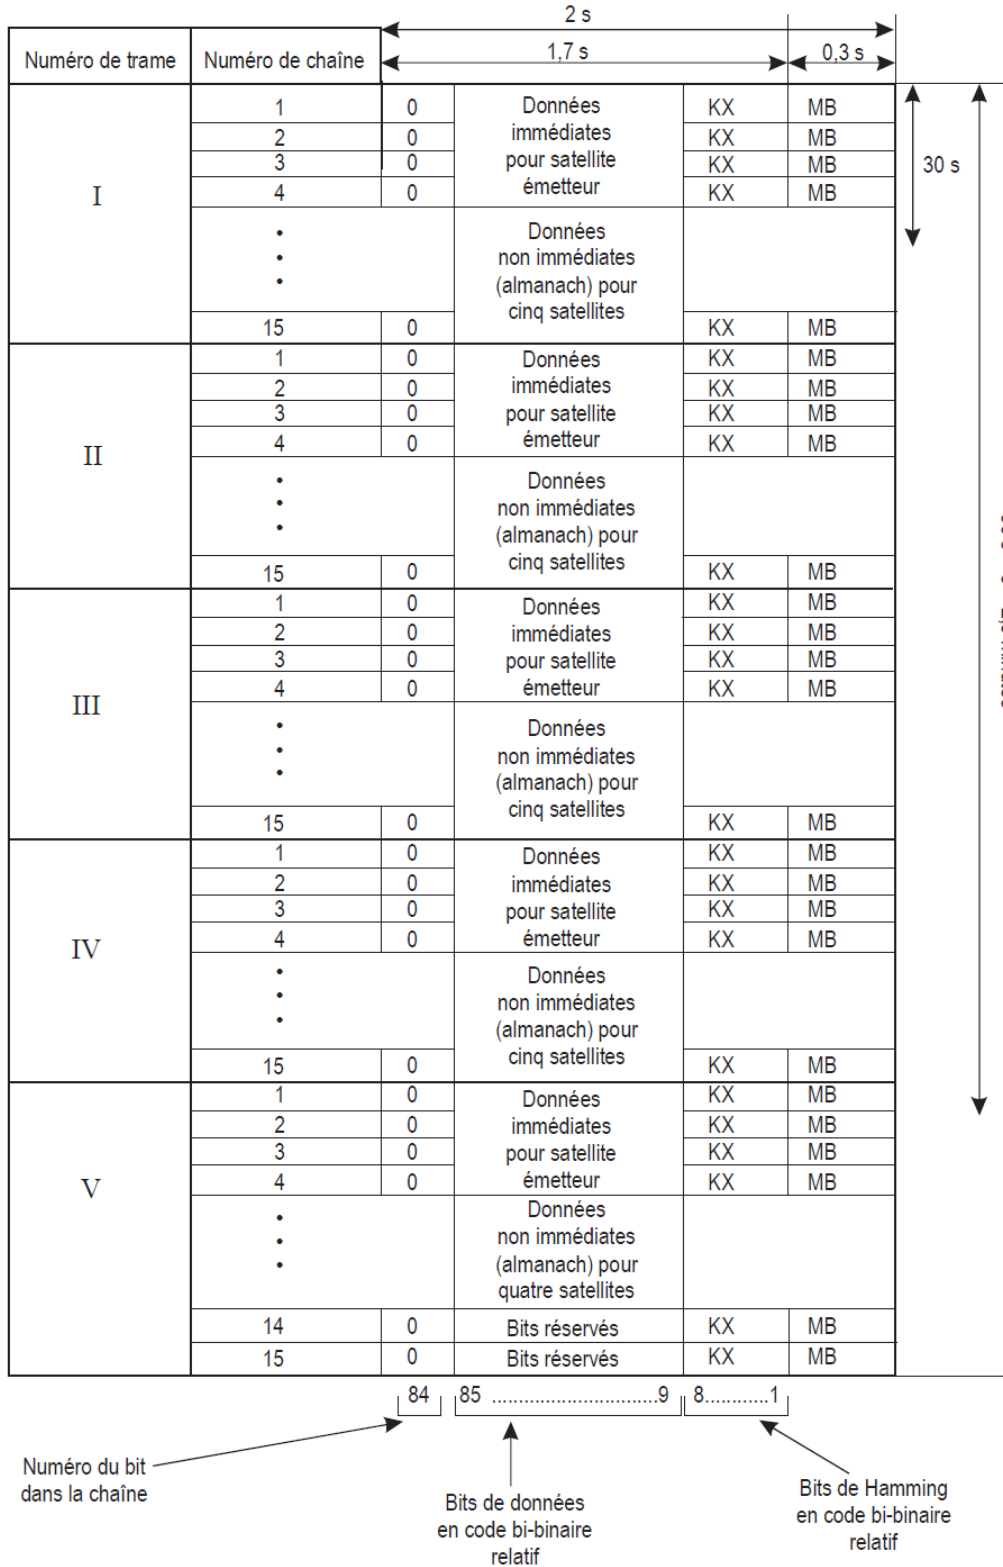 2 s
Numéro de trame Numéro de chaîne 1,7 s 0,3 s
I
1 0 Données KX MB
2 0 immédiates KX MB
3 0 pour satellite KX MB
4 0 émetteur KX MB
30 s
Données
non immédiates
(almanach) pour
cinq satellites
15 0 KX MB
II
1 0 Données KX MB
2 0 immédiates KX MB
3 0 pour satellite KX MB
4 0 émetteur KX MB
Données
non immédiates
(almanach) pour
cinq satellites
15 0 KX MB
III
1 0 Données KX MB
2 0 immédiates KX MB
3 0 pour satellite KX MB
4 0 émetteur KX MB
Données
non immédiates
(almanach) pour
cinq satellites
15 0 KX MB
IV
1 0 Données KX MB
2 0 immédiates KX MB
3 0 pour satellite KX MB
4 0 émetteur KX MB
Données
non immédiates
(almanach) pour
cinq satellites
15 0 KX MB
V
1 0 Données KX MB
2 0 immédiates KX MB
3 0 pour satellite KX MB
4 0 émetteur KX MB
Données
non immédiates
(almanach) pour
quatre satellites
14 0 Bits réservés KX MB
15 0 Bits réservés KX MB
84 85 ...............................9 8............1
Numéro du bit
dans la chaîne
Bits de données
en code bi-binaire
relatif
Bits de Hamming
en code bi-binaire
relatif